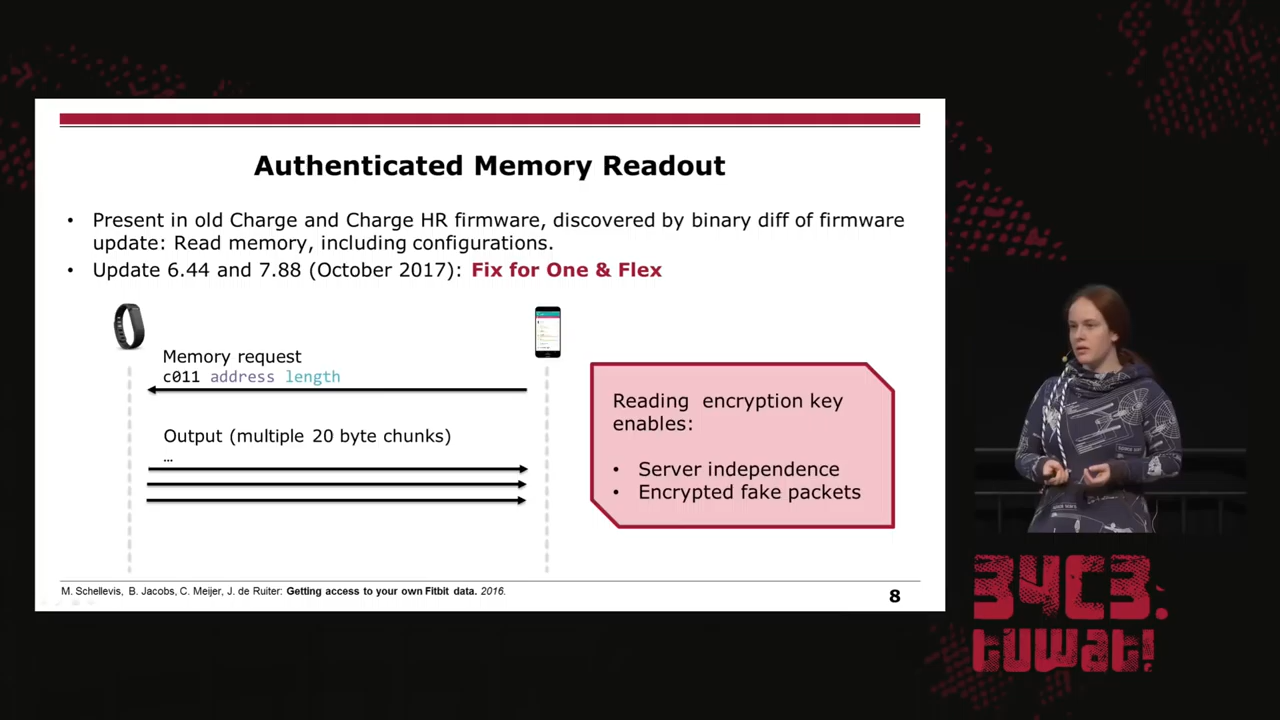 Authenticated Memory Readout
• Present in old Charge and Charge HR firmware, discovered by binary diff of firmware
update: Read memory, including configurations.
• Update 6.44 and 7.88 (October 2017): Fix for One & Flex
Memory request
c011 address length
Output (multiple 20 byte chunks)
…
Reading encryption key
enables:
• Server independence
• Encrypted fake packets
M. Schellevis, B. Jacobs, C. Meijer, J. de Ruiter: Getting access to your own Fitbit data. 2016.
8
34C3.
tuwat!